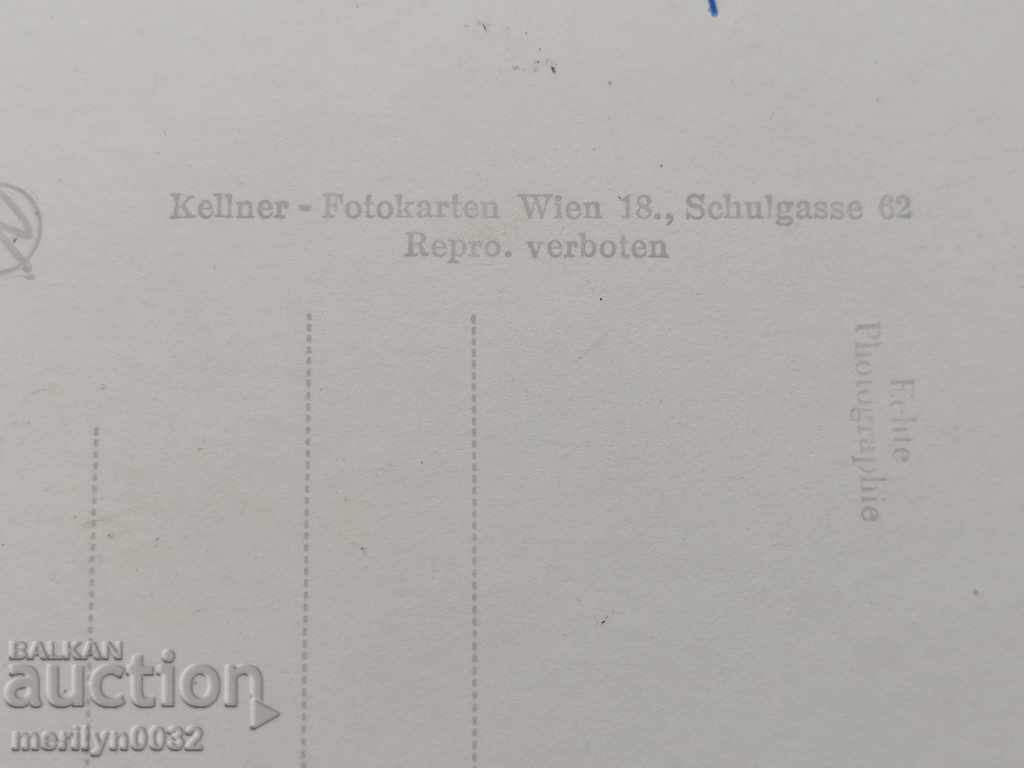 Kellner - Fotokarten Wien 18., Schulgasse 62
Repro. verboten
Echte
Photographie
BALKAN
auction
merilyn0032